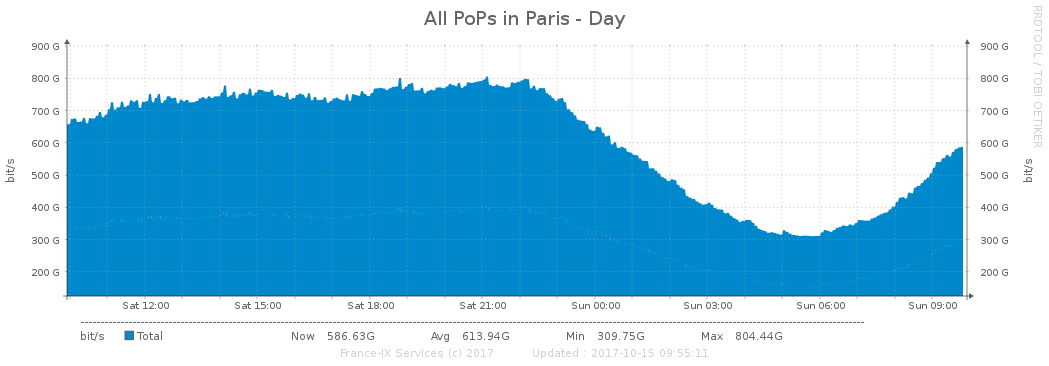 All PoPs in Paris - Day
RRDTOOL / TOBI OETIKER
900 G 900 G
800 G 800 G
700 G 700 G
600 G 600 G
500 G 500 G
400 G 400 G
300 G 300 G
200 G 200 G
bit/s
bit/s
Sat 12:00 Sat 15:00 Sat 18:00 Sat 21:00 Sun 00:00 Sun 03:00 Sun 06:00 Sun 09:00
bit/s Total Now 586.63G Avg 613.94G Min 309.75G Max 804.44G
France-IX Services (c) 2017 Updated : 2017-10-15 09:55:11